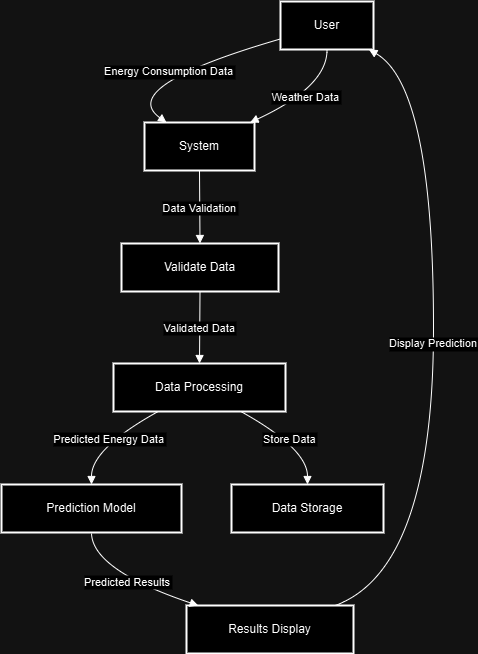 User
Energy Consumption Data
Weather Data
System
Data Validation
Validate Data
Validated Data
Display Prediction
Data Processing
Predicted Energy Data
Store Data
Prediction Model
Data Storage
Predicted Results
Results Display